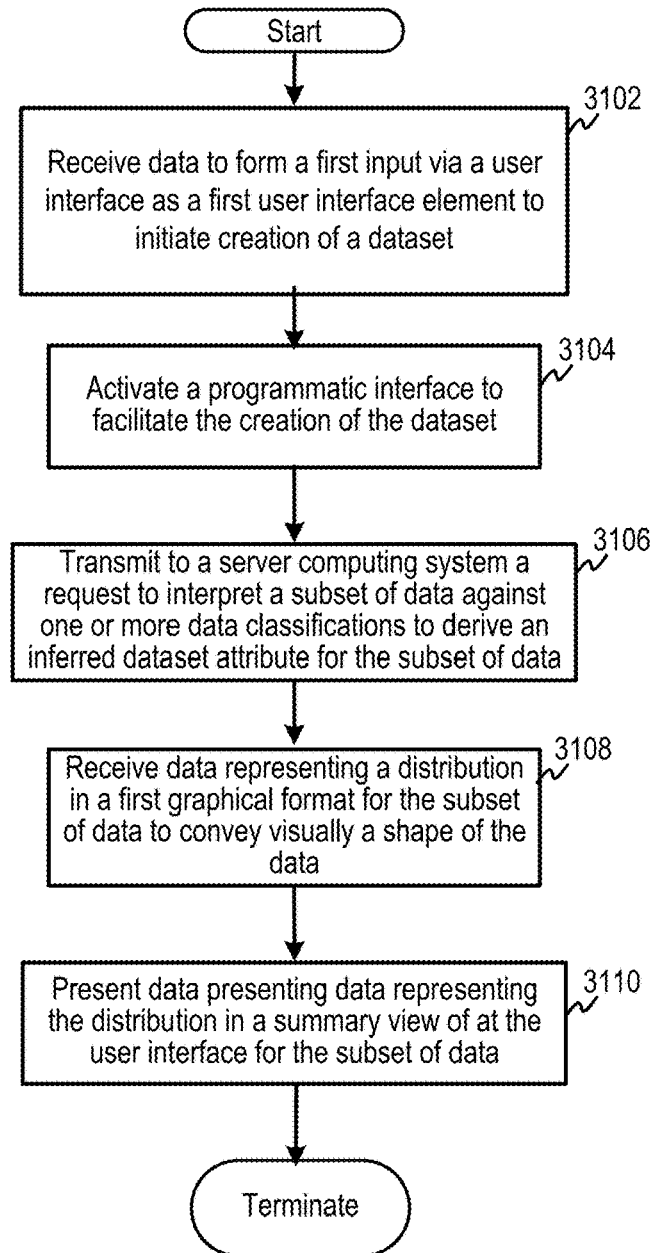 Start
3102
Receive data to form a first input via a user
interface as a first user interface element to
initiate creation of a dataset
3104
Activate a programmatic interface to
facilitate the creation of the dataset
3106
Transmit to a server computing system a
request to interpret a subset of data against
one or more data classifications to derive an
inferred dataset attribute for the subset of data
3108
Receive data representing a distribution
in a first graphical format for the subset
of data to convey visually a shape of the
data
3110
Present data presenting data representing
the distribution in a summary view of at the
user interface for the subset of data
Terminate